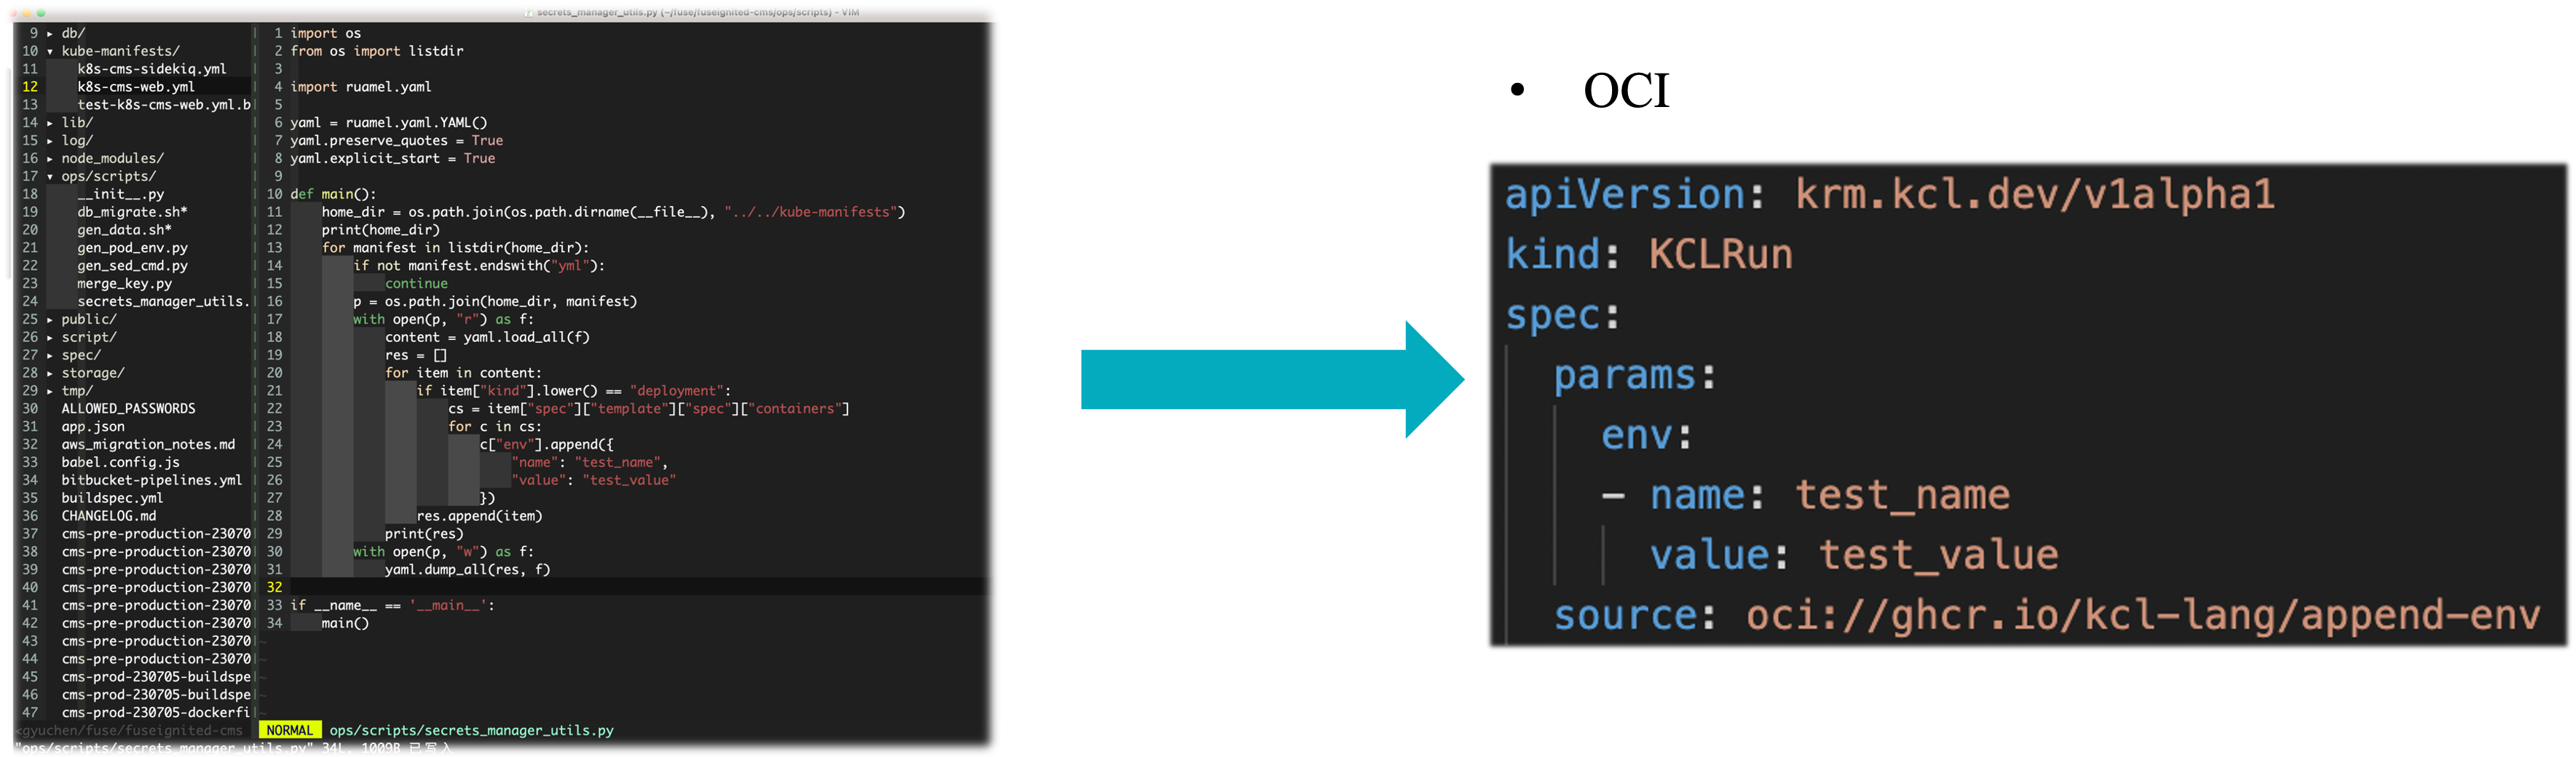 secrets_manager_utils.py (~/fuse/fuseignited-cms/ops/scripts) - VIM
9 ▸ db/
10 ▾ kube-manifests/
11 k8s-cms-sidekiq.yml
12 k8s-cms-web.yml
13 test-k8s-cms-web.yml.b
14 ▸ lib/
15 ▸ log/
16 ▸ node_modules/
17 ▾ ops/scripts/
18 __init__.py
19 db_migrate.sh*
20 gen_data.sh*
21 gen_pod_env.py
22 gen_sed_cmd.py
23 merge_key.py
24 secrets_manager_utils.
25 ▸ public/
26 ▸ script/
27 ▸ spec/
28 ▸ storage/
29 ▸ tmp/
30 ALLOWED_PASSWORDS
31 app.json
32 aws_migration_notes.md
33 babel.config.js
34 bitbucket-pipelines.yml
35 buildspec.yml
36 CHANGELOG.md
37 cms-pre-production-23070
38 cms-pre-production-23070
39 cms-pre-production-23070
40 cms-pre-production-23070
41 cms-pre-production-23070
42 cms-pre-production-23070
43 cms-pre-production-23070
44 cms-pre-production-23070
45 cms-prod-230705-buildspe
46 cms-prod-230705-buildspe
47 cms-prod-230705-dockerfi
<gyuchen/fuse/fuseignited-cms
1 import os
2 from os import listdir
3
4 import ruamel.yaml
5
6 yaml = ruamel.yaml.YAML()
7 yaml.preserve_quotes = True
8 yaml.explicit_start = True
9
10 def main():
11 home_dir = os.path.join(os.path.dirname(__file__), "../../kube-manifests")
12 print(home_dir)
13 for manifest in listdir(home_dir):
14 if not manifest.endswith("yml"):
15 continue
16 p = os.path.join(home_dir, manifest)
17 with open(p, "r") as f:
18 content = yaml.load_all(f)
19 res = []
20 for item in content:
21 if item["kind"].lower() == "deployment":
22 cs = item["spec"]["template"]["spec"]["containers"]
23 for c in cs:
24 c["env"].append({
25 "name": "test_name",
26 "value": "test_value"
27 })
28 res.append(item)
29 print(res)
30 with open(p, "w") as f:
31 yaml.dump_all(res, f)
32
33 if __name__ == '__main__':
34 main()
NORMAL ops/scripts/secrets_manager_utils.py
"ops/scripts/secrets_manager_utils.py" 34L, 1009B 已写入
• OCI
apiVersion: krm.kcl.dev/v1alpha1
kind: KCLRun
spec:
params:
env:
- name: test_name
value: test_value
source: oci://ghcr.io/kcl-lang/append-env